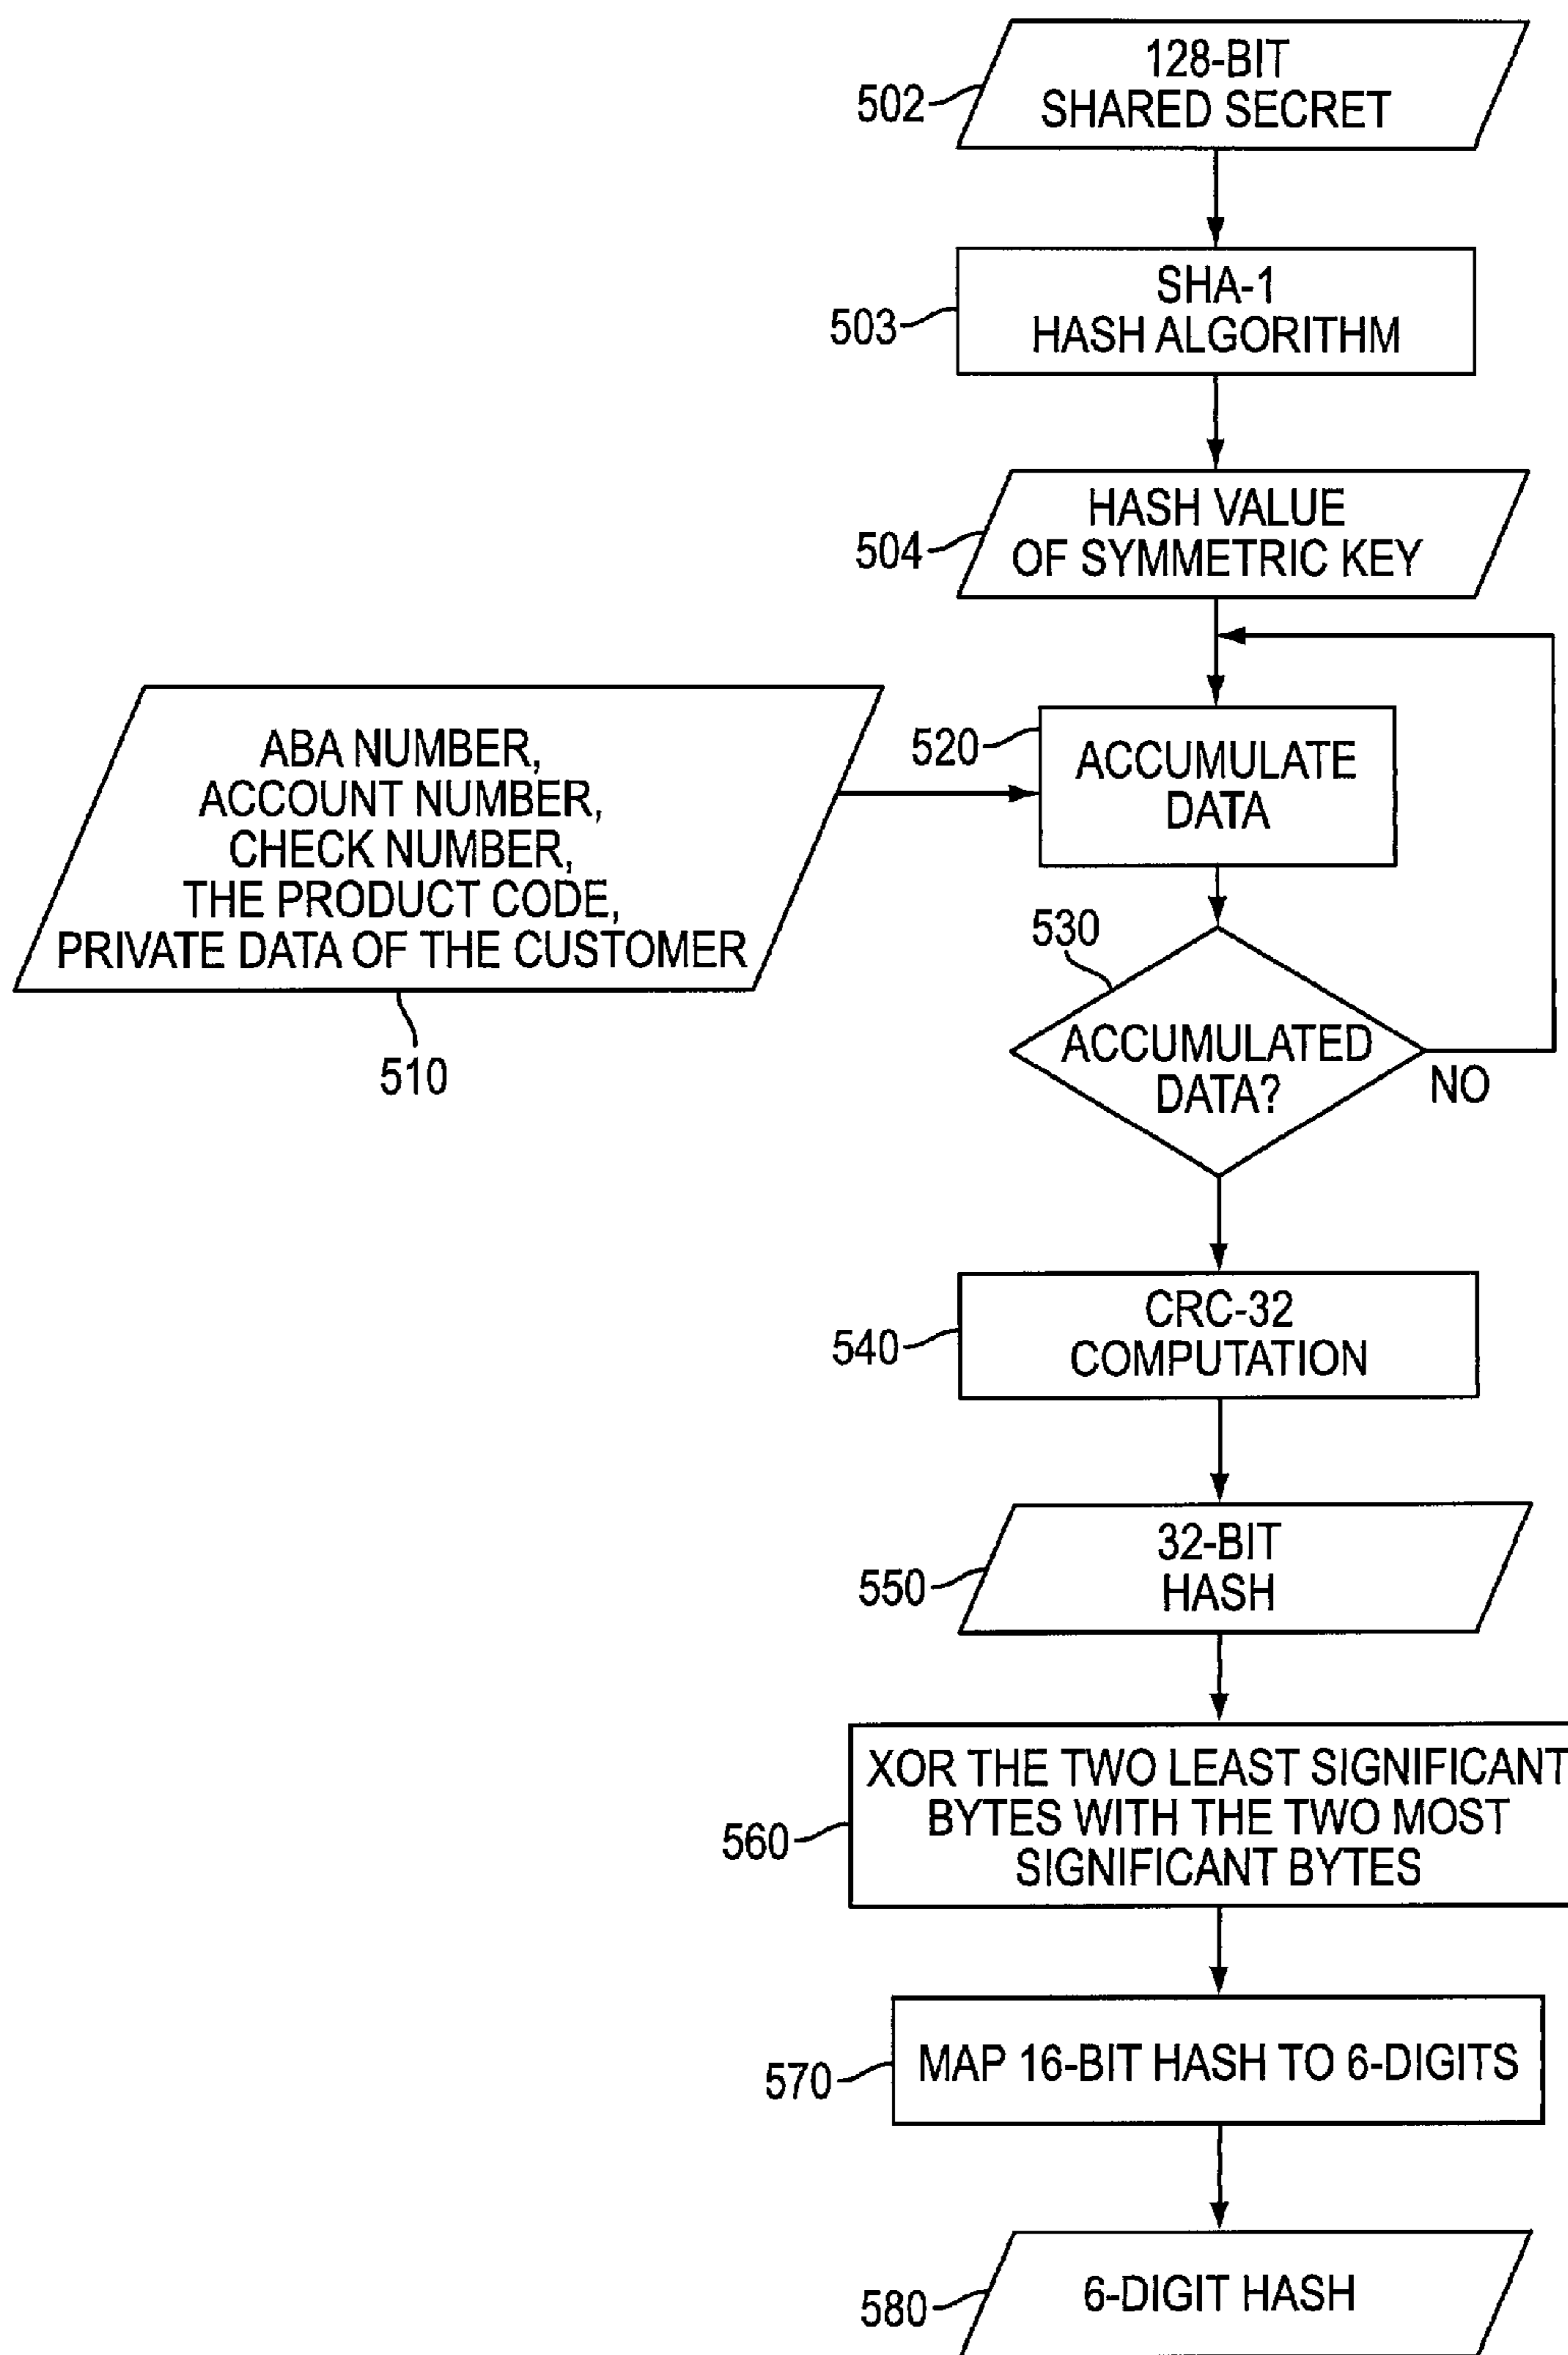 128-BIT
SHARED SECRET
502
SHA-1
HASH ALGORITHM
503
HASH VALUE
OF SYMMETRIC KEY
504
ABA NUMBER,
ACCOUNT NUMBER,
CHECK NUMBER,
THE PRODUCT CODE,
PRIVATE DATA OF THE CUSTOMER
510
520
ACCUMULATE
DATA
530
ACCUMULATED
DATA?
NO
CRC-32
COMPUTATION
540
32-BIT
HASH
550
XOR THE TWO LEAST SIGNIFICANT
BYTES WITH THE TWO MOST
SIGNIFICANT BYTES
560
MAP 16-BIT HASH TO 6-DIGITS
570
6-DIGIT HASH
580